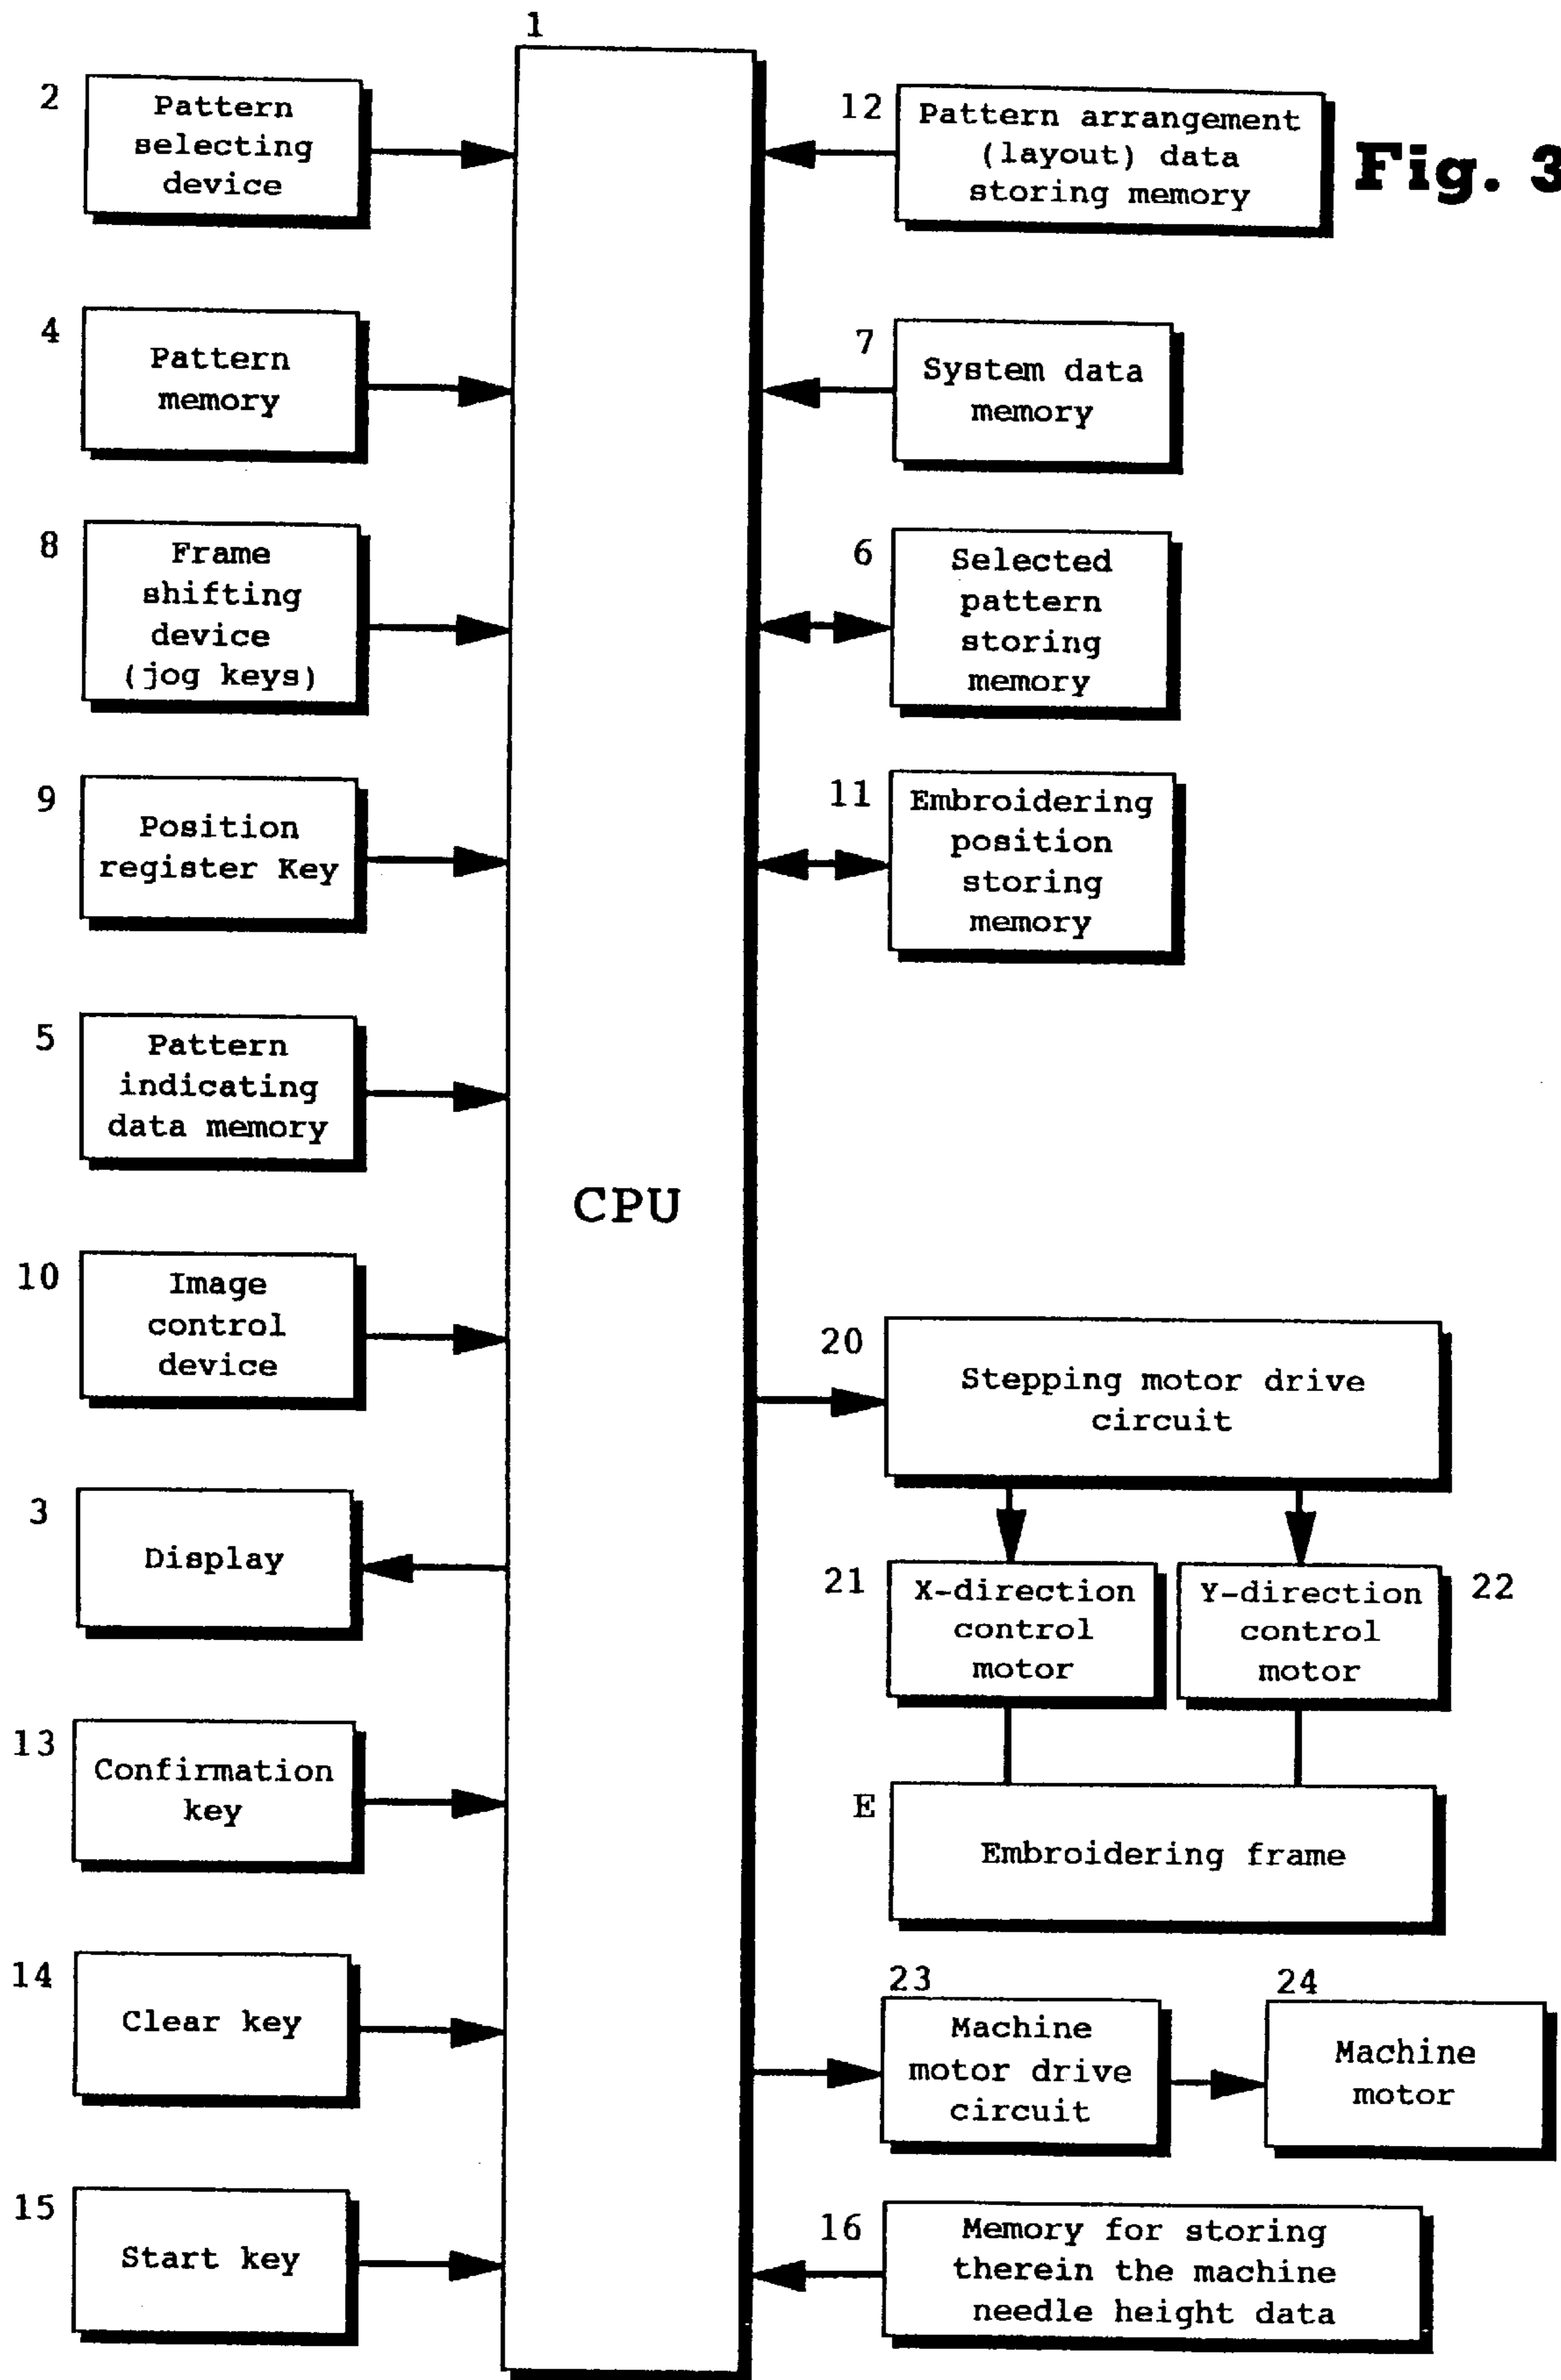 1
2
Pattern
selecting
device
12
Pattern arrangement
(layout) data
storing memory
Fig. 3
4
Pattern
memory
7
System data
memory
8
Frame
shifting
device
(jog keys)
6
Selected
pattern
storing
memory
9
Position
register Key
11
Embroidering
position
storing
memory
5
Pattern
indicating
data memory
CPU
10
Image
control
device
20
Stepping motor drive
circuit
3
Display
21
X-direction
control
motor
Y-direction
control
motor
22
13
Confirmation
key
E
Embroidering frame
14
Clear key
23
Machine
motor drive
circuit
24
Machine
motor
15
Start key
16
Memory for storing
therein the machine
needle height data